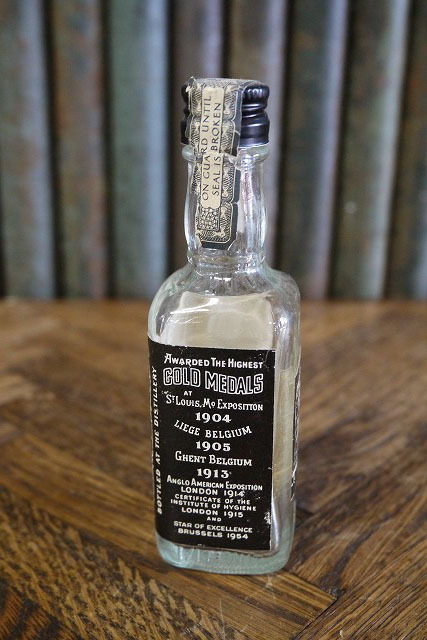 ON GUARD UNTIL
SEAL IS BROKEN
AWARDED THE HIGHEST
GOLD MEDALS
AT
ST LOUIS, MO EXPOSITION
1904
LIEGE BELGIUM
1905
GHENT BELGIUM
1913
ANGLO AMERICAN EXPOSITION
LONDON 1914
CERTIFICATE OF THE
INSTITUTE OF HYGIENE
LONDON 1915
AND
STAR OF EXCELLENCE
BRUSSELS 1954
BOTTLED AT THE DISTILLERY